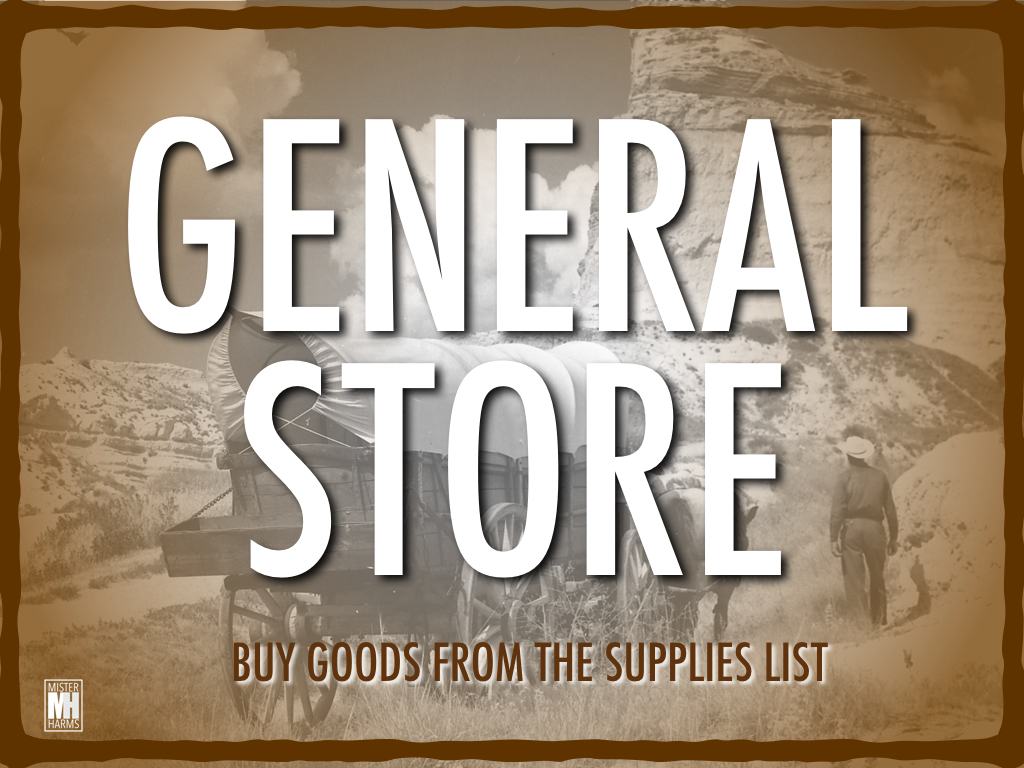 GENERAL
STORE
BUY GOODS FROM THE SUPPLIES LIST
MISTER
MH
HARMS